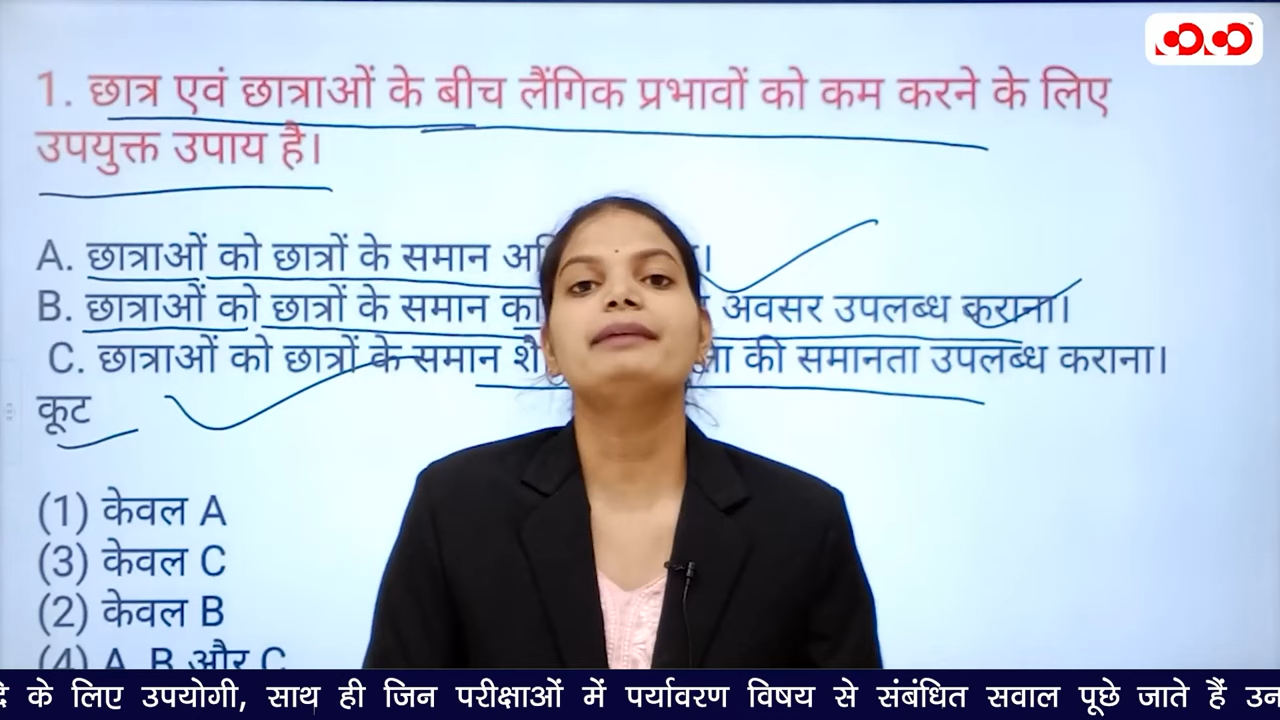 1. छात्र एवं छात्राओं के बीच लैंगिक प्रभावों को कम करने के लिए
उपयुक्त उपाय है।
A. छात्राओं को छात्रों के समान
B. छात्राओं को छात्रों के समान अवसर उपलब्ध कराना।
C. छात्राओं को छात्रों के समान की समानता उपलब्ध कराना।
कूट
(1) केवल A
(3) केवल C
(2) केवल B
(4) A, B और C
के लिए उपयोगी, साथ ही जिन परीक्षाओं में पर्यावरण विषय से संबंधित सवाल पूछे जाते हैं